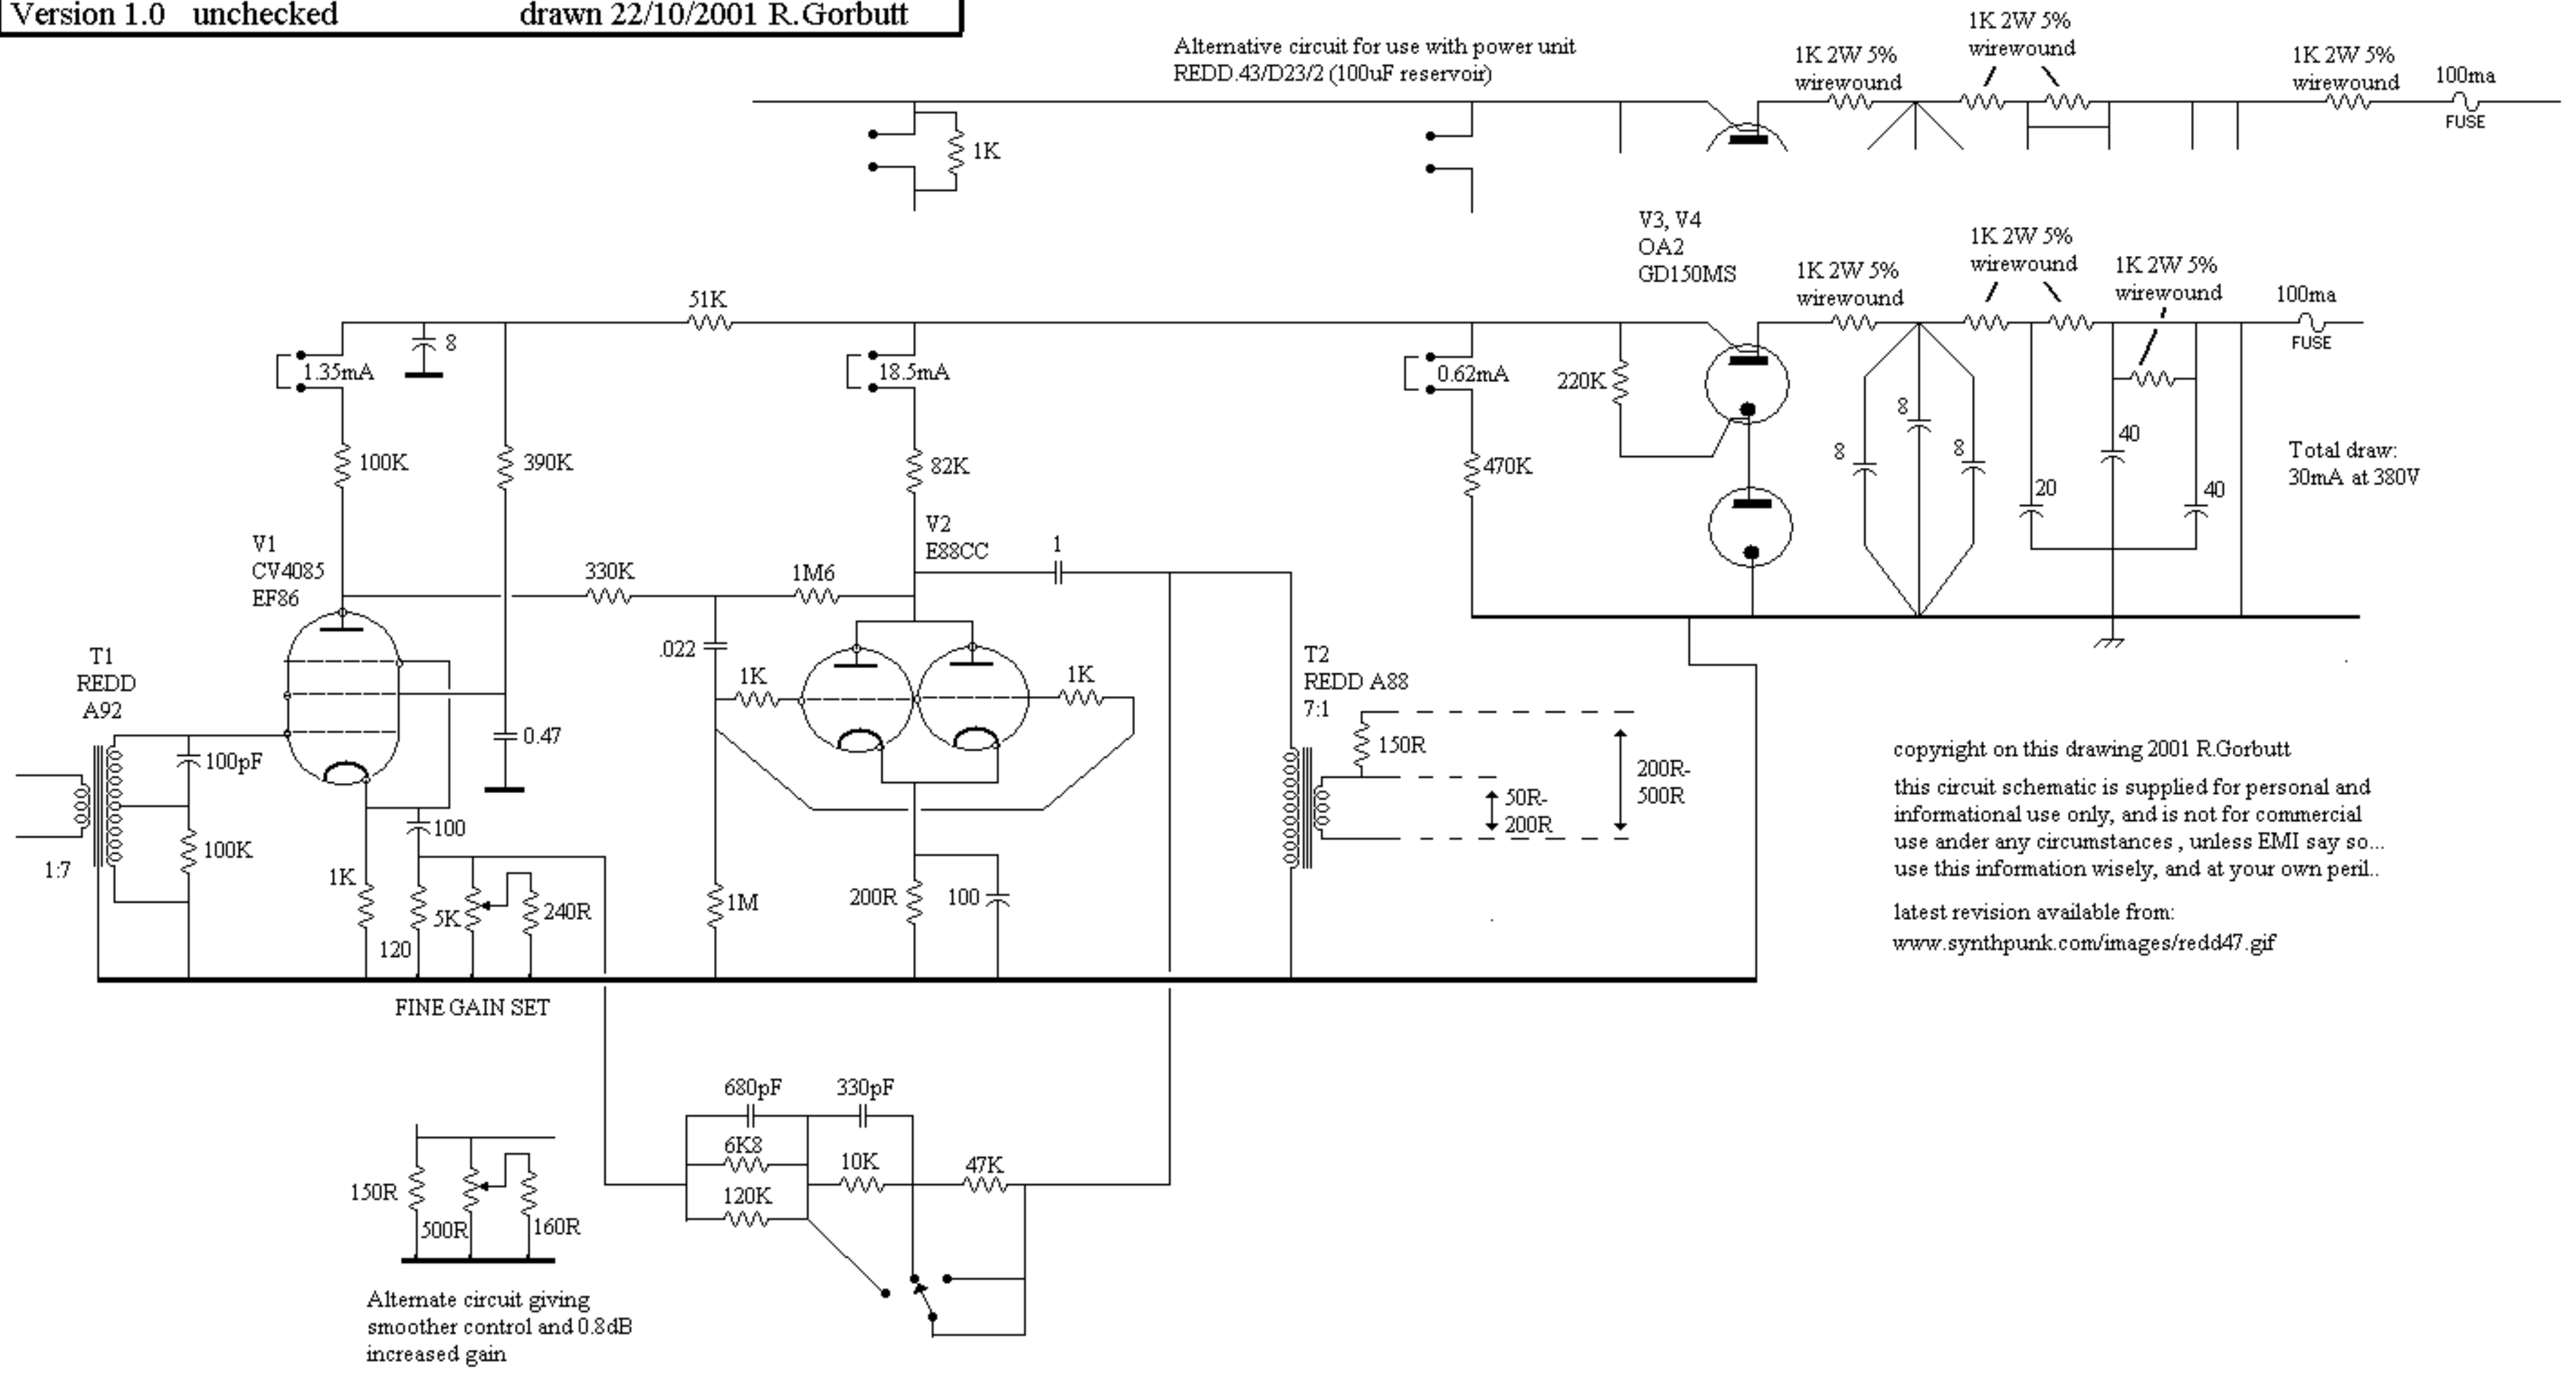 Version 1.0 unchecked drawn 22/10/2001 R.Gorbutt
Alternative circuit for use with power unit
REDD.43/D23/2 (100uF reservoir)
1K 2W 5%
wirewound
1K 2W 5%
wirewound
1K 2W 5%
wirewound
100ma
FUSE
1K
V3, V4
OA2
GD150MS
1K 2W 5%
wirewound
1K 2W 5%
wirewound
1K 2W 5%
wirewound
100ma
FUSE
51K
8
1.35mA
18.5mA
0.62mA
220K
100K
390K
82K
470K
8
8
8
20
40
40
Total draw:
30mA at 380V
V1
CV4085
EF86
V2
E88CC
1
330K
1M6
.022
1K
1K
T1
REDD
A92
1:7
100pF
100K
0.47
T2
REDD A88
7:1
150R
50R-
200R
200R-
500R
100
1K
120
5K
240R
1M
200R
100
FINE GAIN SET
copyright on this drawing 2001 R.Gorbutt
this circuit schematic is supplied for personal and
informational use only, and is not for commercial
use ander any circumstances , unless EMI say so...
use this information wisely, and at your own peril..
latest revision available from:
www.synthpunk.com/images/redd47.gif
680pF
330pF
6K8
10K
47K
120K
150R
500R
160R
Alternate circuit giving
smoother control and 0.8dB
increased gain